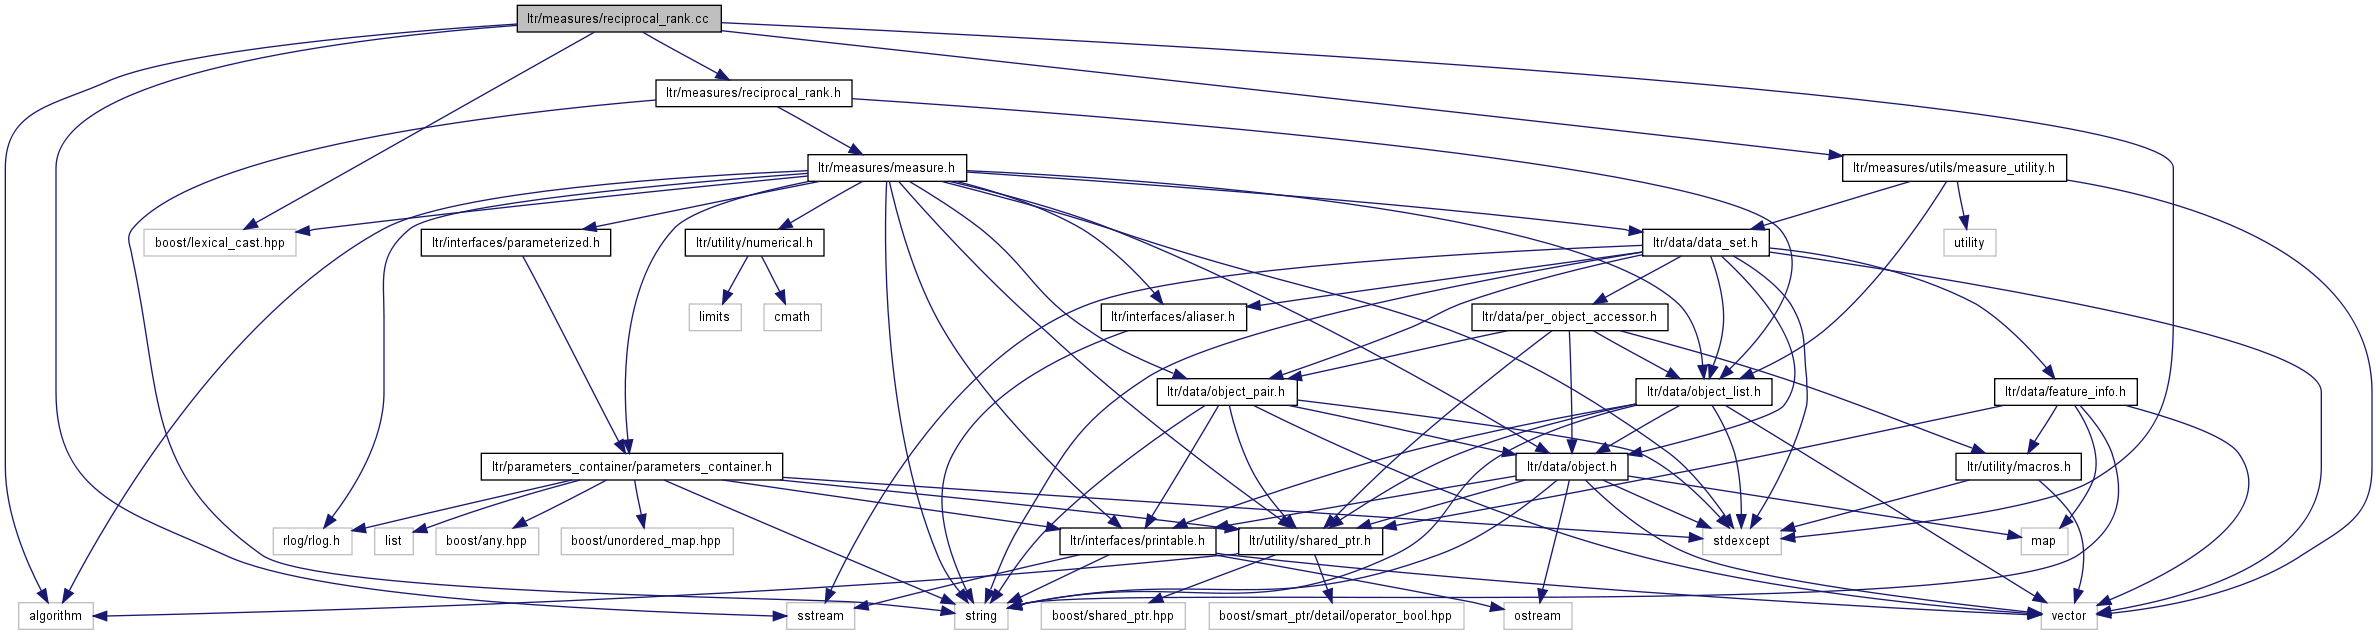 ltr/measures/reciprocal_rank.cc
ltr/measures/reciprocal_rank.h
ltr/measures/measure.h
ltr/measures/utils/measure_utility.h
boost/lexical_cast.hpp
ltr/interfaces/parameterized.h
ltr/utility/numerical.h
ltr/data/data_set.h
utility
limits
cmath
ltr/interfaces/aliaser.h
ltr/data/per_object_accessor.h
ltr/data/object_pair.h
ltr/data/object_list.h
ltr/data/feature_info.h
ltr/parameters_container/parameters_container.h
ltr/data/object.h
ltr/utility/macros.h
rlog/rlog.h
list
boost/any.hpp
boost/unordered_map.hpp
ltr/interfaces/printable.h
ltr/utility/shared_ptr.h
stdexcept
map
algorithm
sstream
string
boost/shared_ptr.hpp
boost/smart_ptr/detail/operator_bool.hpp
ostream
vector